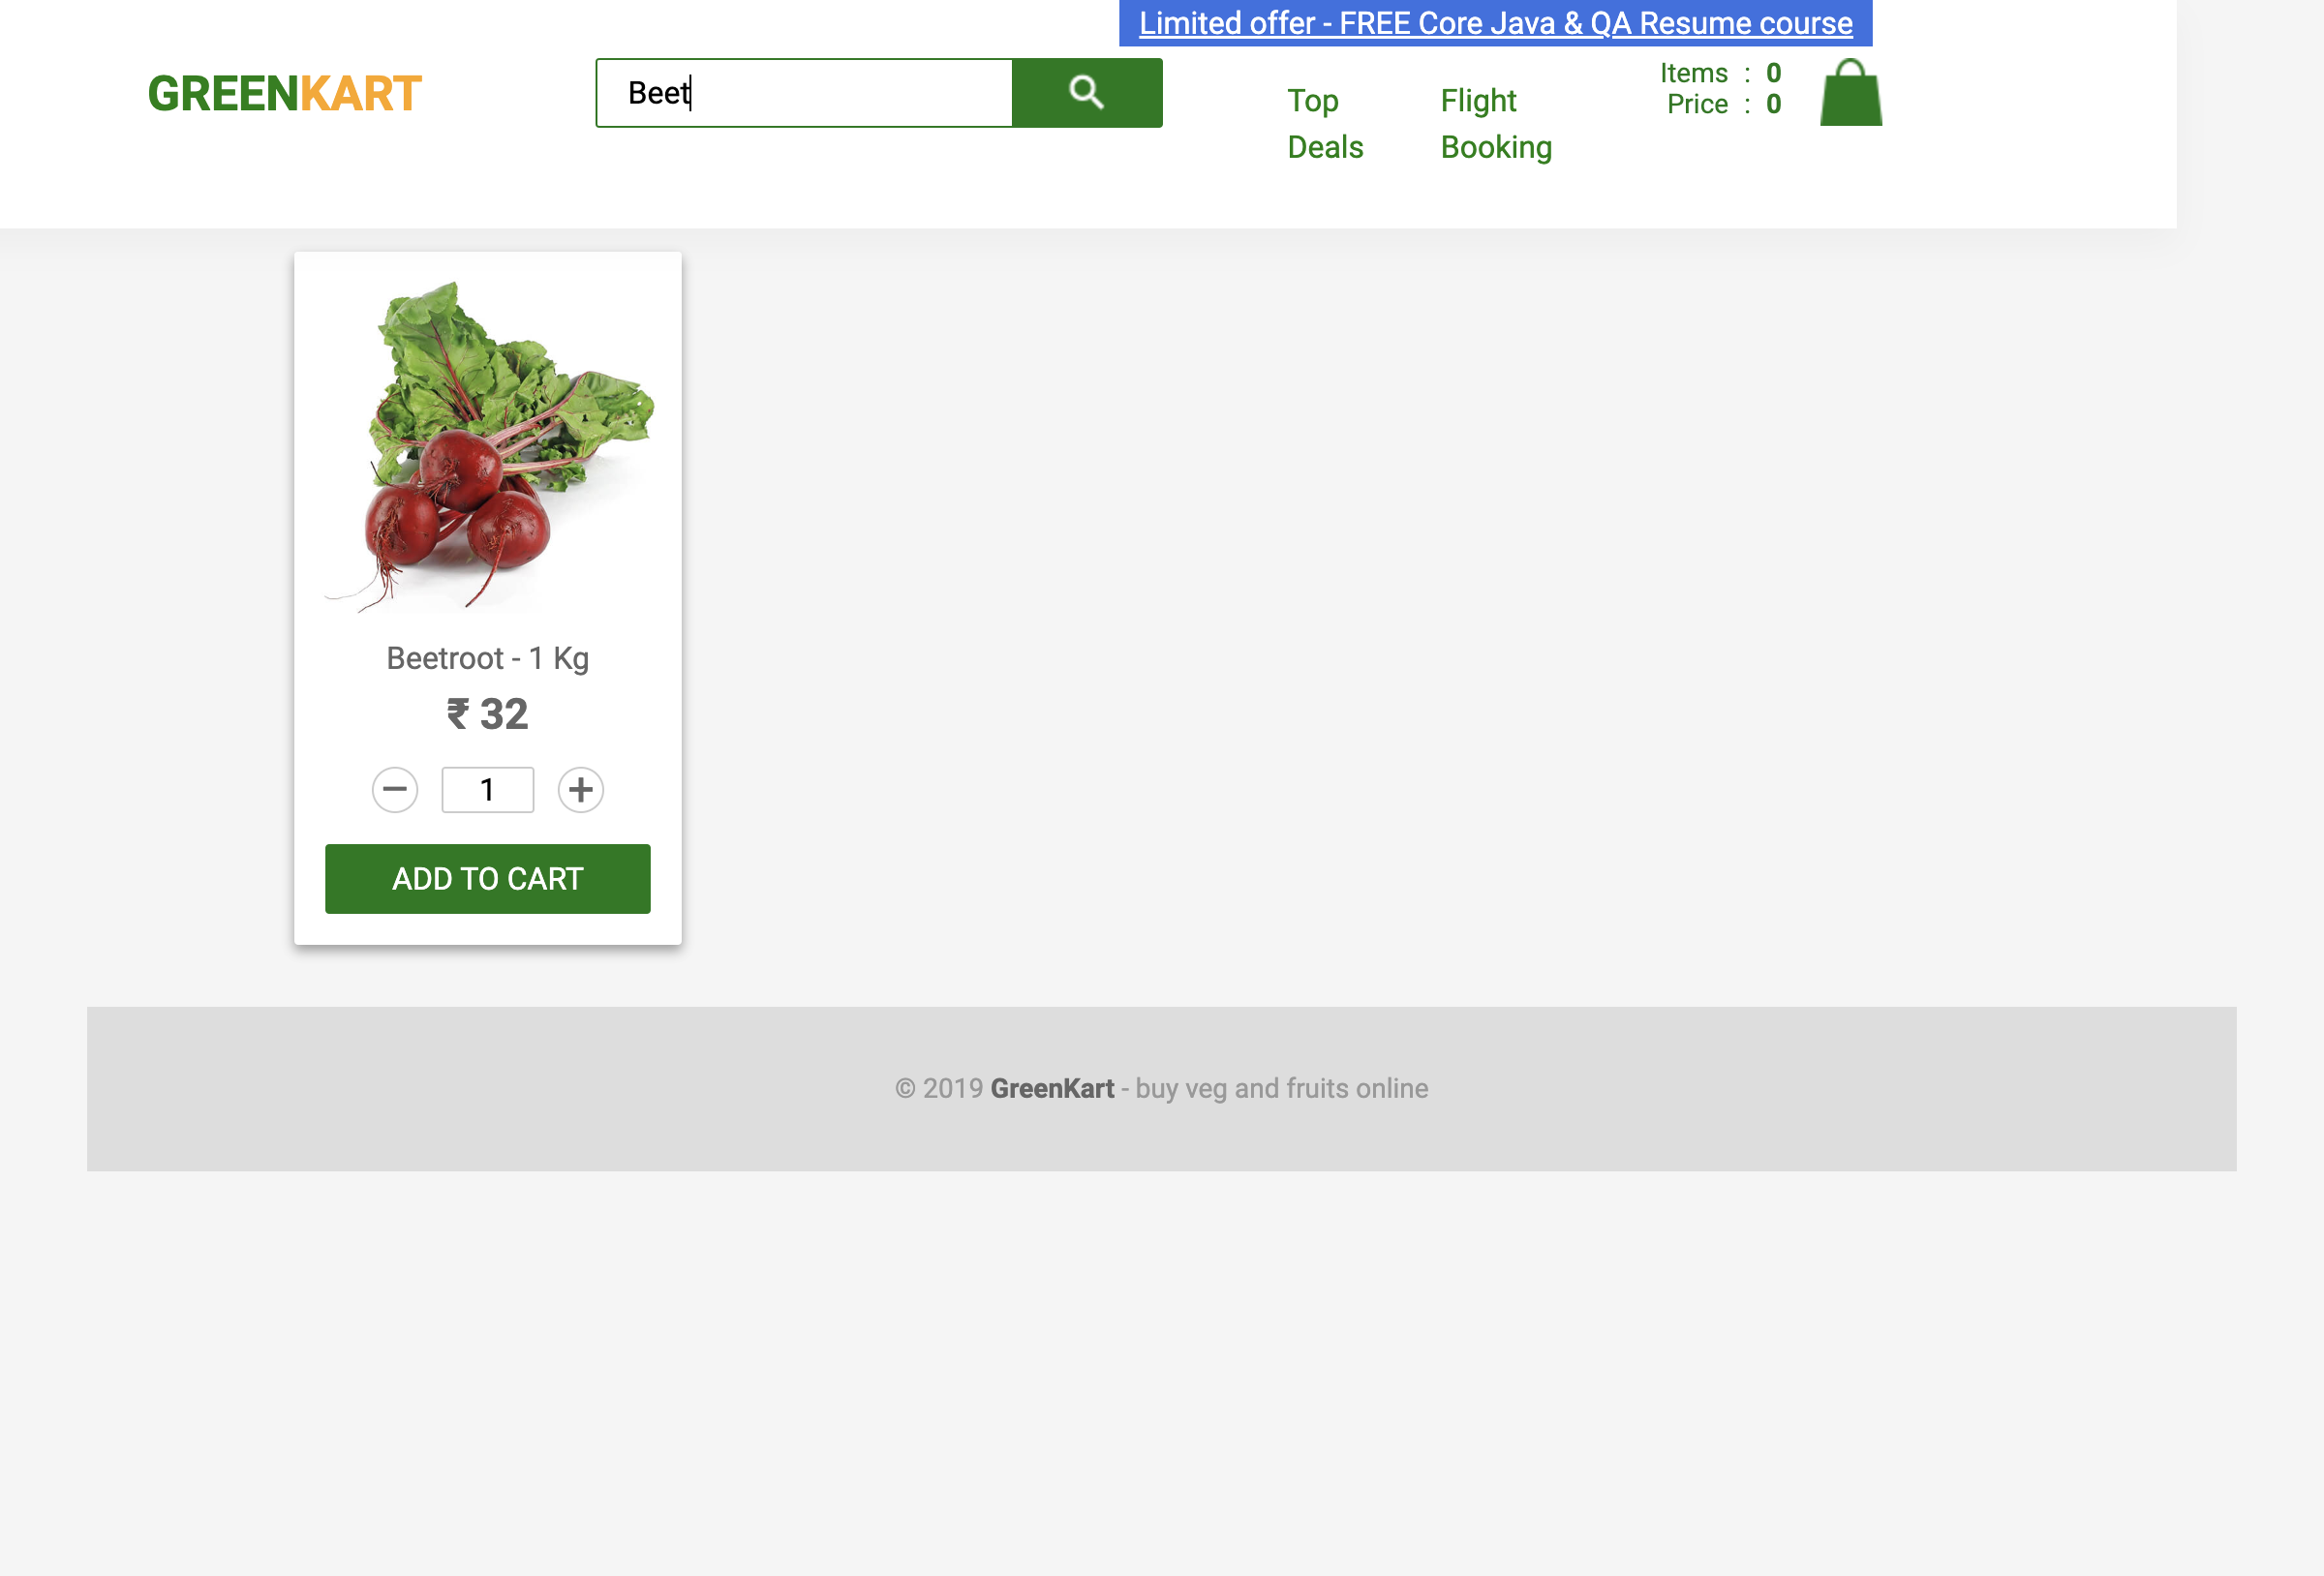 Limited offer - FREE Core Java & QA Resume course
GREENKART
Beet
Top Deals
Flight Booking
Items : 0
Price : 0
Beetroot - 1 Kg
₹ 32
1
ADD TO CART
© 2019 GreenKart - buy veg and fruits online